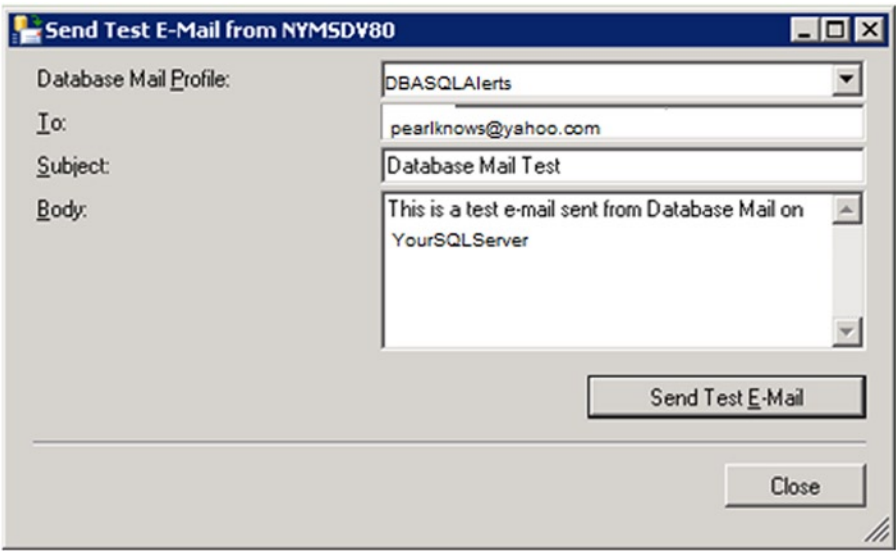 Send Test E-Mail from NYMSDV80
Database Mail Profile: DBASQLAlerts
To: pearlknows@yahoo.com
Subject: Database Mail Test
Body: This is a test e-mail sent from Database Mail on
YourSQLServer
Send Test E-Mail
Close